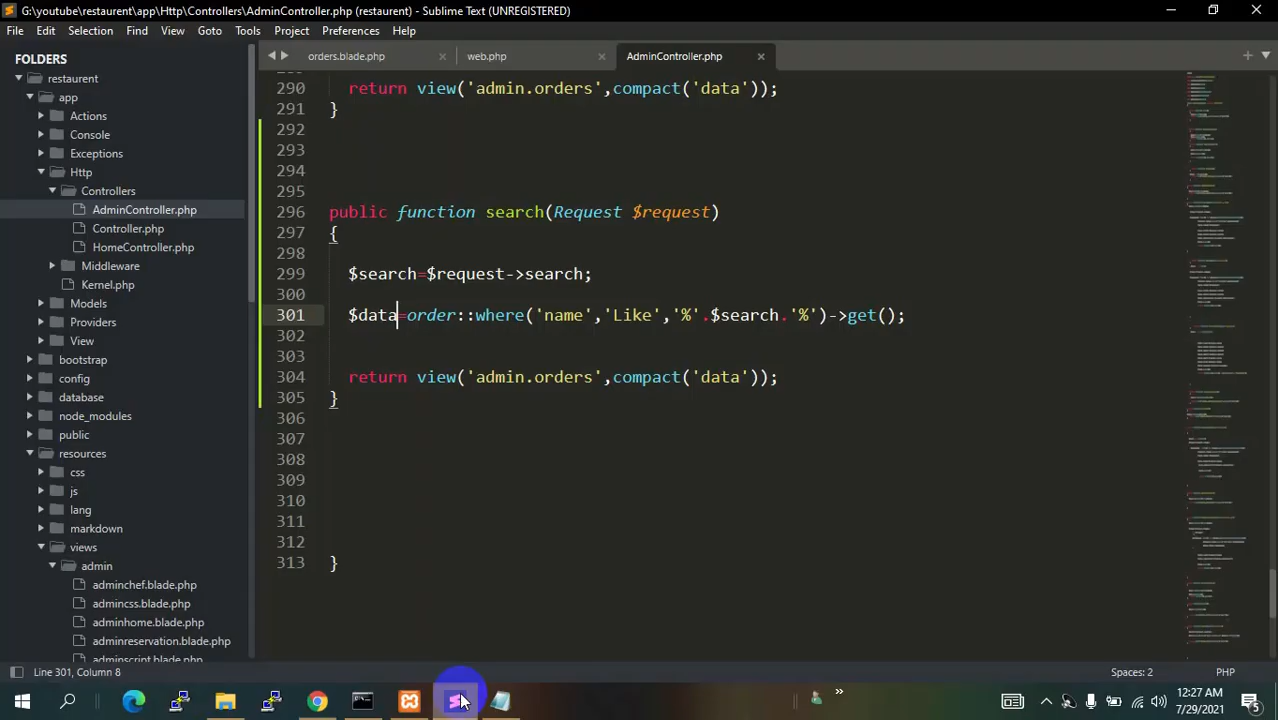 G:\youtube\restaurent\app\Http\Controllers\AdminController.php (restaurent) - Sublime Text (UNREGISTERED)
File Edit Selection Find View Goto Tools Project Preferences Help
FOLDERS
restaurent
app
Actions
Console
Exceptions
Http
Controllers
AdminController.php
Controller.php
HomeController.php
Middleware
Kernel.php
Models
Providers
View
bootstrap
config
database
node_modules
public
resources
css
js
lang
markdown
views
admin
adminchef.blade.php
admincss.blade.php
adminhome.blade.php
adminreservation.blade.php
adminscript.blade.php
orders.blade.php web.php AdminController.php
290 return view('admin.orders',compact('data'));
291 }
292
293
294
295
296 public function search(Request $request)
297 {
298
299 $search=$request->search;
300
301 $data=order::where('name','Like','%'.$search.'%')->get();
302
303
304 return view('admin.orders',compact('data'));
305 }
306
307
308
309
310
311
312
313 }
Line 301, Column 8 Spaces: 2 PHP
12:27 AM
7/29/2021
5